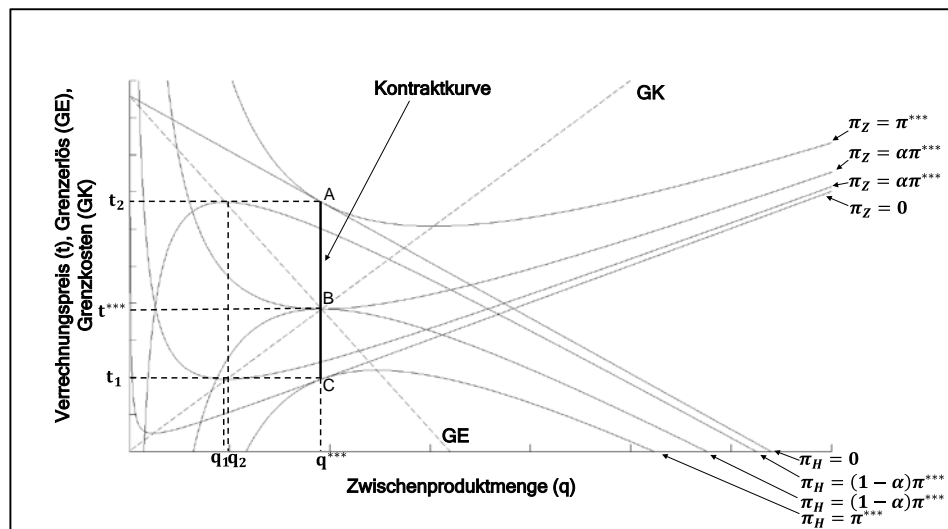 Verrechnungspreis (t), Grenzerlös (GE),
Grenzkosten (GK)
Kontraktkurve
GK
π_Z = π***
π_Z = απ***
π_Z = απ***
π_Z = 0
t₂
A
t***
B
t₁
C
GE
q₁q₂
q***
Zwischenproduktmenge (q)
π_H = 0
π_H = (1 − α)π***
π_H = (1 − α)π***
π_H = π***